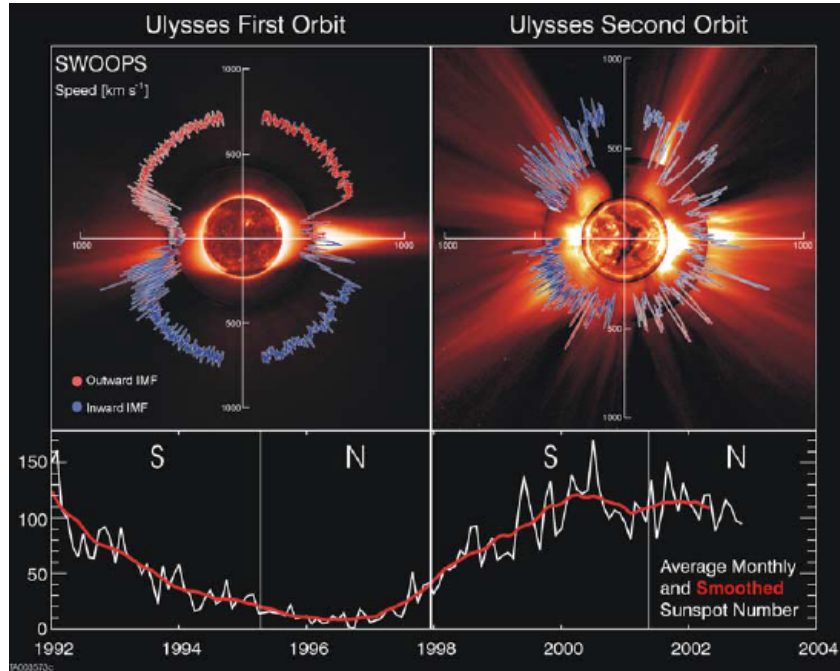 Ulysses First Orbit
Ulysses Second Orbit
SWOOPS
Speed [km s⁻¹]
1000
500
1000
1000
500
1000
Outward IMF
Inward IMF
1000
500
1000
1000
500
1000
S
N
S
N
150
100
50
0
Average Monthly
and Smoothed
Sunspot Number
1992
1994
1996
1998
2000
2002
2004